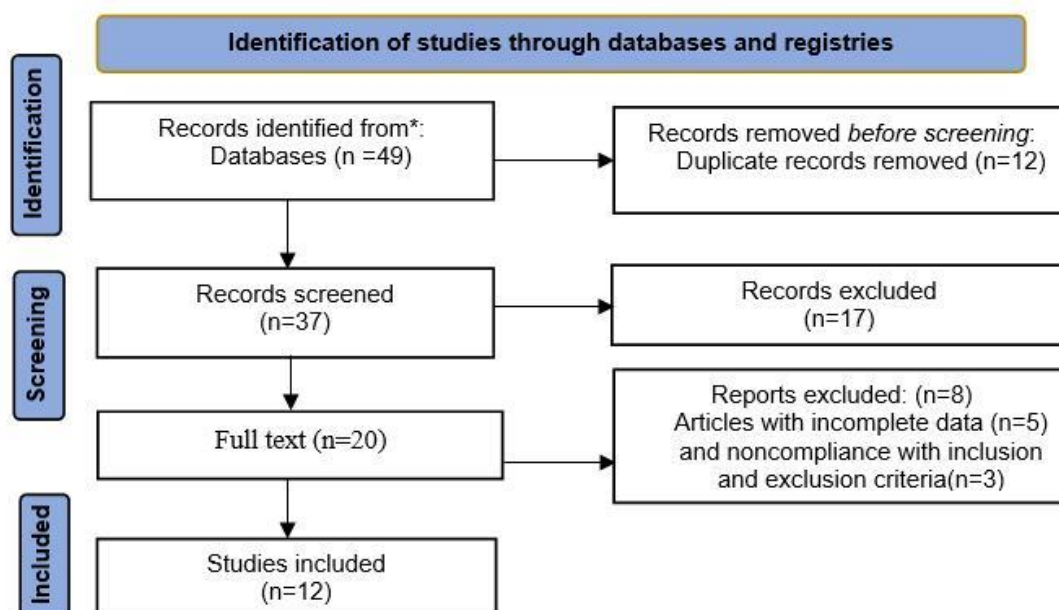 Identification of studies through databases and registries
Identification
Records identified from*:
Databases (n =49)
Records removed before screening:
Duplicate records removed (n=12)
Screening
Records screened
(n=37)
Records excluded
(n=17)
Full text (n=20)
Reports excluded: (n=8)
Articles with incomplete data (n=5)
and noncompliance with inclusion
and exclusion criteria(n=3)
Included
Studies included
(n=12)